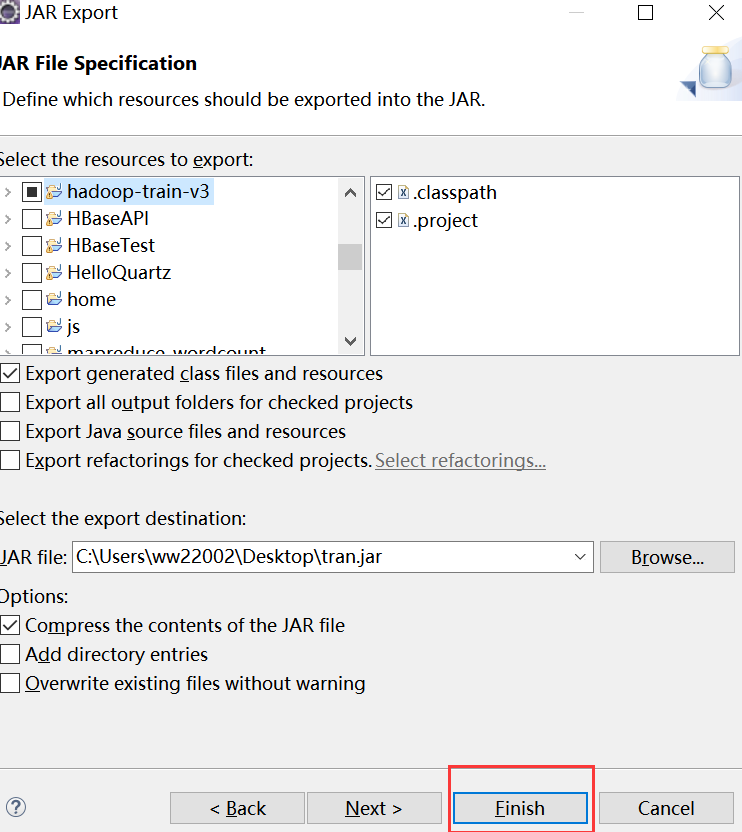 JAR Export
JAR File Specification
Define which resources should be exported into the JAR.
Select the resources to export:
hadoop-train-v3
HBaseAPI
HBaseTest
HelloQuartz
home
js
mapreduce_wordcount
.classpath
.project
Export generated class files and resources
Export all output folders for checked projects
Export Java source files and resources
Export refactorings for checked projects. Select refactorings...
Select the export destination:
JAR file: C:\Users\ww22002\Desktop\tran.jar Browse...
Options:
Compress the contents of the JAR file
Add directory entries
Overwrite existing files without warning
? < Back Next > Finish Cancel